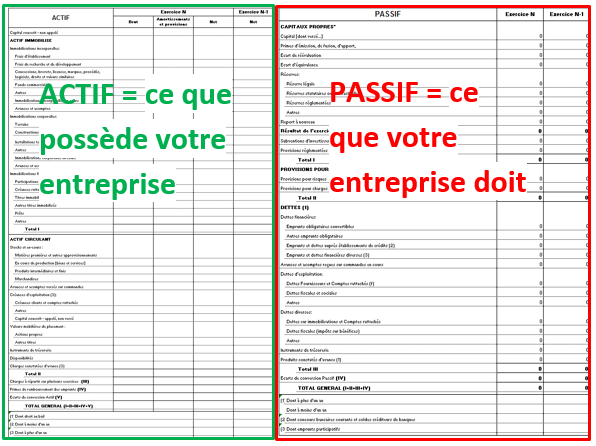 ACTIF
Exercice N
Exercice N-1
Brut
Amortissements
et provisions
Net
Net
Capital souscrit - non appelé
ACTIF IMMOBILISE
Immobilisations incorporelles:
Frais d'établissement
Frais de recherche et de développement
Concessions, brevets, licences, marques, procédés,
logiciels, droits et valeurs similaires
Fonds commercial
Autres
Immobilisations
Avances et acomptes
Immobilisations corporelles
Terrains
Constructions
Installations
Autres
Immobilisations corporelles
Avances et
Immobilisations
Participations
Créances
Titres immobilisés
Autres titres immobilisés
Prêts
Autres
Total I
ACTIF = ce que
possède votre
entreprise
ACTIF CIRCULANT
Stocks et en-cours :
Matières premières et autres approvisionnements
En cours de production (biens et services)
Produits intermédiaires et finis
Marchandises
Avances et acomptes versés sur commandes
Créances d'exploitation (3):
Créances clients et comptes rattachés
Autres
Capital souscrit - appelé, non versé
Valeurs mobilières de placement :
Actions propres
Autres titres
Instruments de trésorerie
Disponibilités
Charges constatées d'avance (3)
Total II
Charges à répartir sur plusieurs exercices (III)
Primes de remboursement des emprunts (IV)
Ecarts de conversion Actif (V)
TOTAL GENERAL (I+II+III+IV+V)
(1 Dont droit au bail
(2 Dont à moins d'un an
(3 Dont à plus d'un an
PASSIF
Exercice N
Exercice N-1
CAPITAUX PROPRES*
Capital [dont versé...]
0 0
Primes d'émission, de fusion, d'apport,
0 0
Ecart de réévaluation
0 0
Ecart d'équivalence
0 0
Réserves:
Réserve légale
0 0
Réserves statutaires
0 0
Réserves réglementées
0 0
Autres
0 0
Report à nouveau
0 0
Résultat de l'exercice
0 0
Subventions d'investissement
0 0
Provisions réglementées
0 0
Total I
0 0
PROVISIONS POUR
Provisions pour risques
0 0
Provisions pour charges
0 0
Total II
0 0
PASSIF = ce
que votre
entreprise doit
DETTES (1)
Dettes financières:
Emprunts obligataires convertibles
0 0
Autres emprunts obligataires
0 0
Emprunts et dettes auprès établissements de crédits (2)
0 0
Emprunts et dettes financières diverses (3)
0 0
Avances et acomptes reçus sur commandes en cours
0 0
Dettes d'exploitation:
Dettes Fournisseurs et Comptes rattachés (f)
0 0
Dettes fiscales et sociales
0 0
Autres
0 0
Dettes diverses:
Dettes sur immobilisations et Comptes rattachés
0 0
Dettes fiscales (impôts sur bénéfices)
0 0
Autres
0 0
Instruments de trésorerie
0 0
Produits constatés d'avance (1)
0 0
Total III
0 0
Ecarts de conversion Passif (IV)
0 0
TOTAL GENERAL (I+II+III+IV)
0 0
(1 Dont à plus d'un an
Dont à moins d'un an
(2 Dont concours bancaires courants et soldes créditeurs de banques
(3 Dont emprunts participatifs